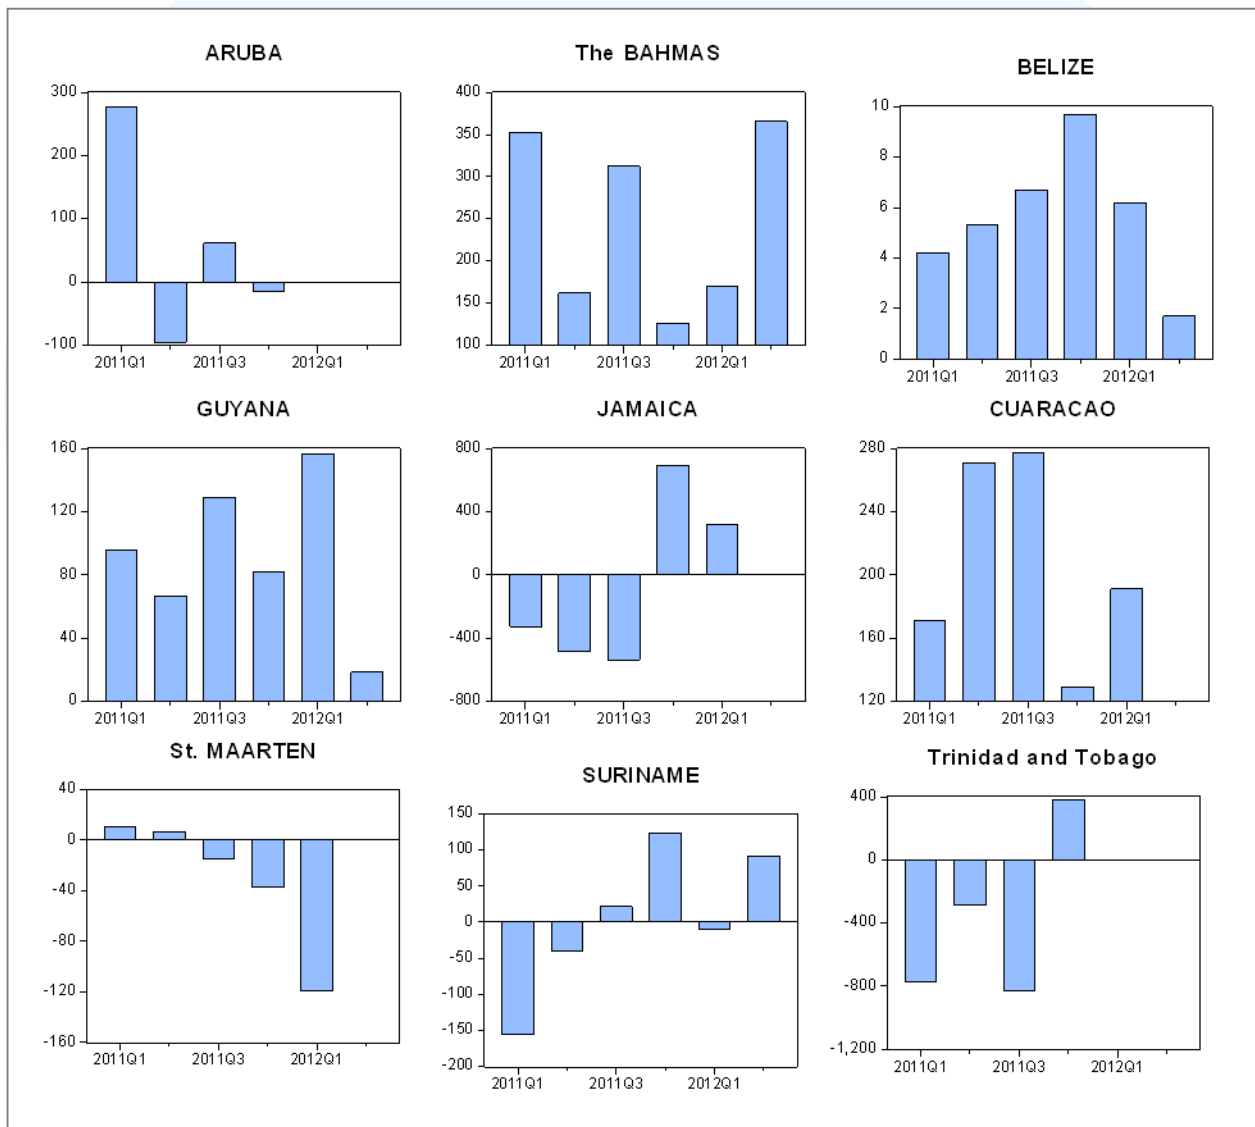 ARUBA
300
200
100
0
-100
2011Q1 2011Q3 2012Q1
The BAHMAS
400
350
300
250
200
150
100
2011Q1 2011Q3 2012Q1
BELIZE
10
8
6
4
2
0
2011Q1 2011Q3 2012Q1
GUYANA
160
120
80
40
0
2011Q1 2011Q3 2012Q1
JAMAICA
800
400
0
-400
-800
2011Q1 2011Q3 2012Q1
CUARACAO
280
240
200
160
120
2011Q1 2011Q3 2012Q1
St. MAARTEN
40
0
-40
-80
-120
-160
2011Q1 2011Q3 2012Q1
SURINAME
150
100
50
0
-50
-100
-150
-200
2011Q1 2011Q3 2012Q1
Trinidad and Tobago
400
0
-400
-800
-1,200
2011Q1 2011Q3 2012Q1